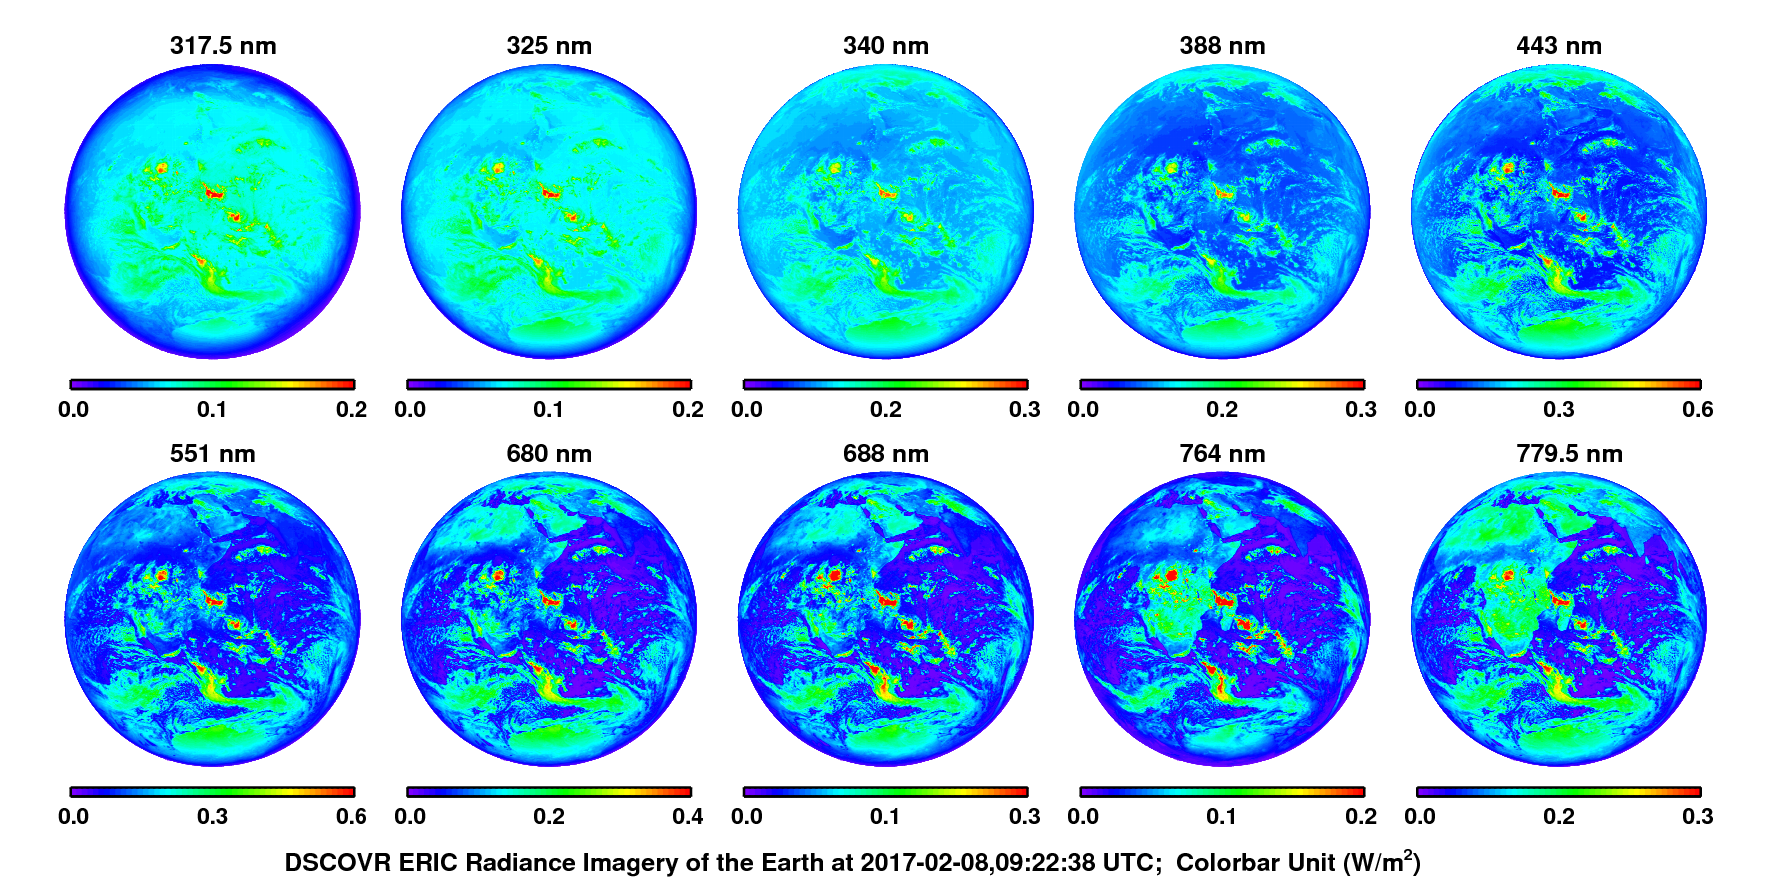 317.5 nm 325 nm 340 nm 388 nm 443 nm
0.0 0.1 0.2 0.0 0.1 0.2 0.0 0.2 0.3 0.0 0.2 0.3 0.0 0.3 0.6
551 nm 680 nm 688 nm 764 nm 779.5 nm
0.0 0.3 0.6 0.0 0.2 0.4 0.0 0.1 0.3 0.0 0.1 0.2 0.0 0.2 0.3
DSCOVR ERIC Radiance Imagery of the Earth at 2017-02-08,09:22:38 UTC; Colorbar Unit (W/m²)